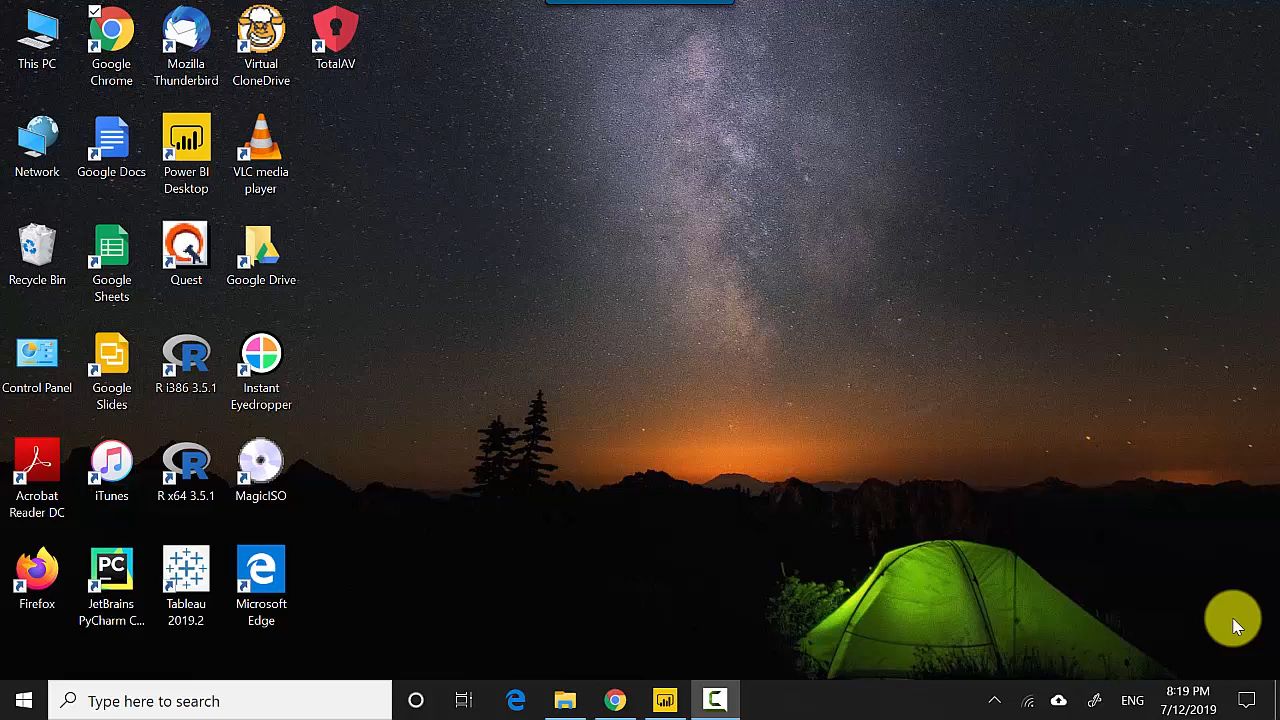 This PC
Google
Chrome
Mozilla
Thunderbird
Virtual
CloneDrive
TotalAV
Network
Google Docs
Power BI
Desktop
VLC media
player
Recycle Bin
Google
Sheets
Quest
Google Drive
Control Panel
Google
Slides
R i386 3.5.1
Instant
Eyedropper
Acrobat
Reader DC
iTunes
R x64 3.5.1
MagicISO
Firefox
PC
JetBrains
PyCharm C...
Tableau
2019.2
Microsoft
Edge
Type here to search
ENG
8:19 PM
7/12/2019